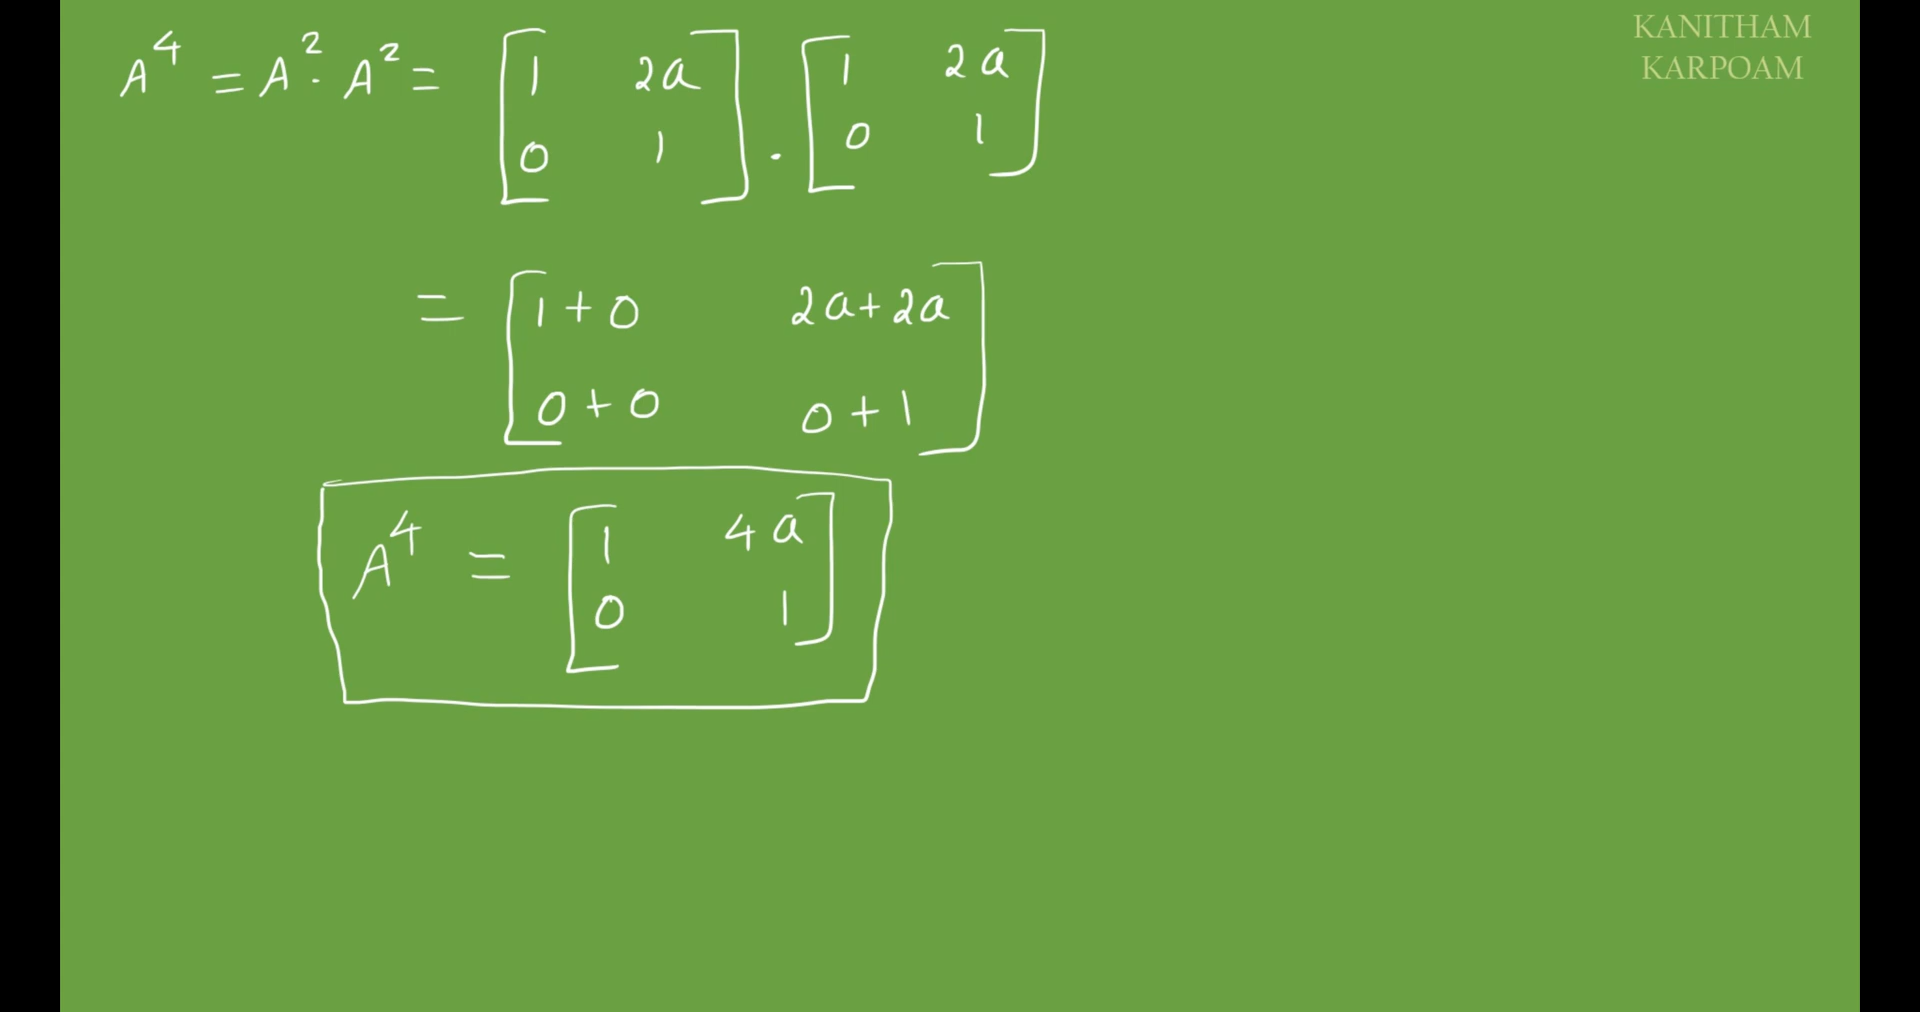 KANITHAM
KARPOAM
A⁴ = A² · A² = [1 2a
0 1] · [1 2a
0 1]
= [1 + 0 2a + 2a
0 + 0 0 + 1]
A⁴ = [1 4a
0 1]